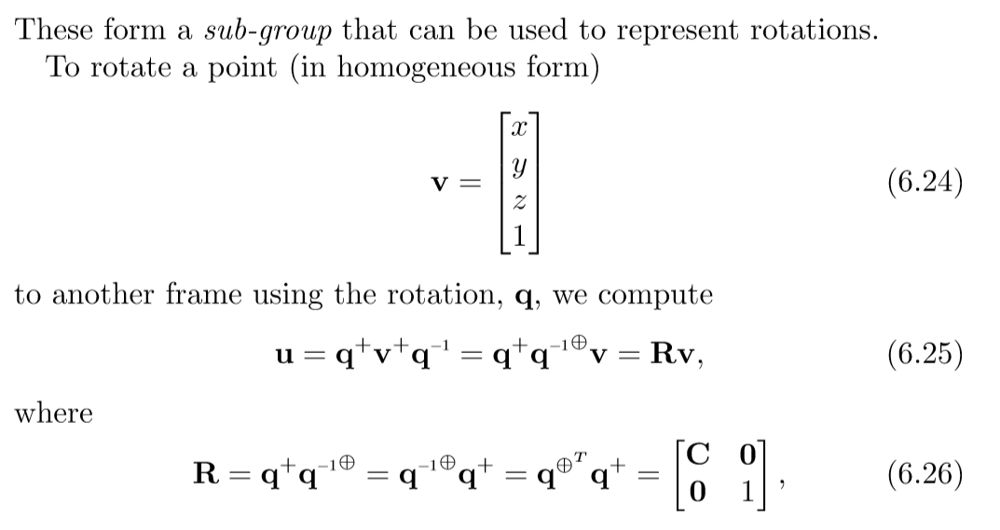 These form a sub-group that can be used to represent rotations.
To rotate a point (in homogeneous form)
$$\mathbf{v} = \begin{bmatrix} x \\ y \\ z \\ 1 \end{bmatrix} \quad (6.24)$$
to another frame using the rotation, $\mathbf{q}$, we compute
$$\mathbf{u} = \mathbf{q}^{+}\mathbf{v}^{+}\mathbf{q}^{-1} = \mathbf{q}^{+}\mathbf{q}^{-1^{\oplus}}\mathbf{v} = \mathbf{R}\mathbf{v}, \quad (6.25)$$
where
$$\mathbf{R} = \mathbf{q}^{+}\mathbf{q}^{-1^{\oplus}} = \mathbf{q}^{-1^{\oplus}}\mathbf{q}^{+} = \mathbf{q}^{\oplus^{T}}\mathbf{q}^{+} = \begin{bmatrix} \mathbf{C} & \mathbf{0} \\ \mathbf{0} & 1 \end{bmatrix}, \quad (6.26)$$